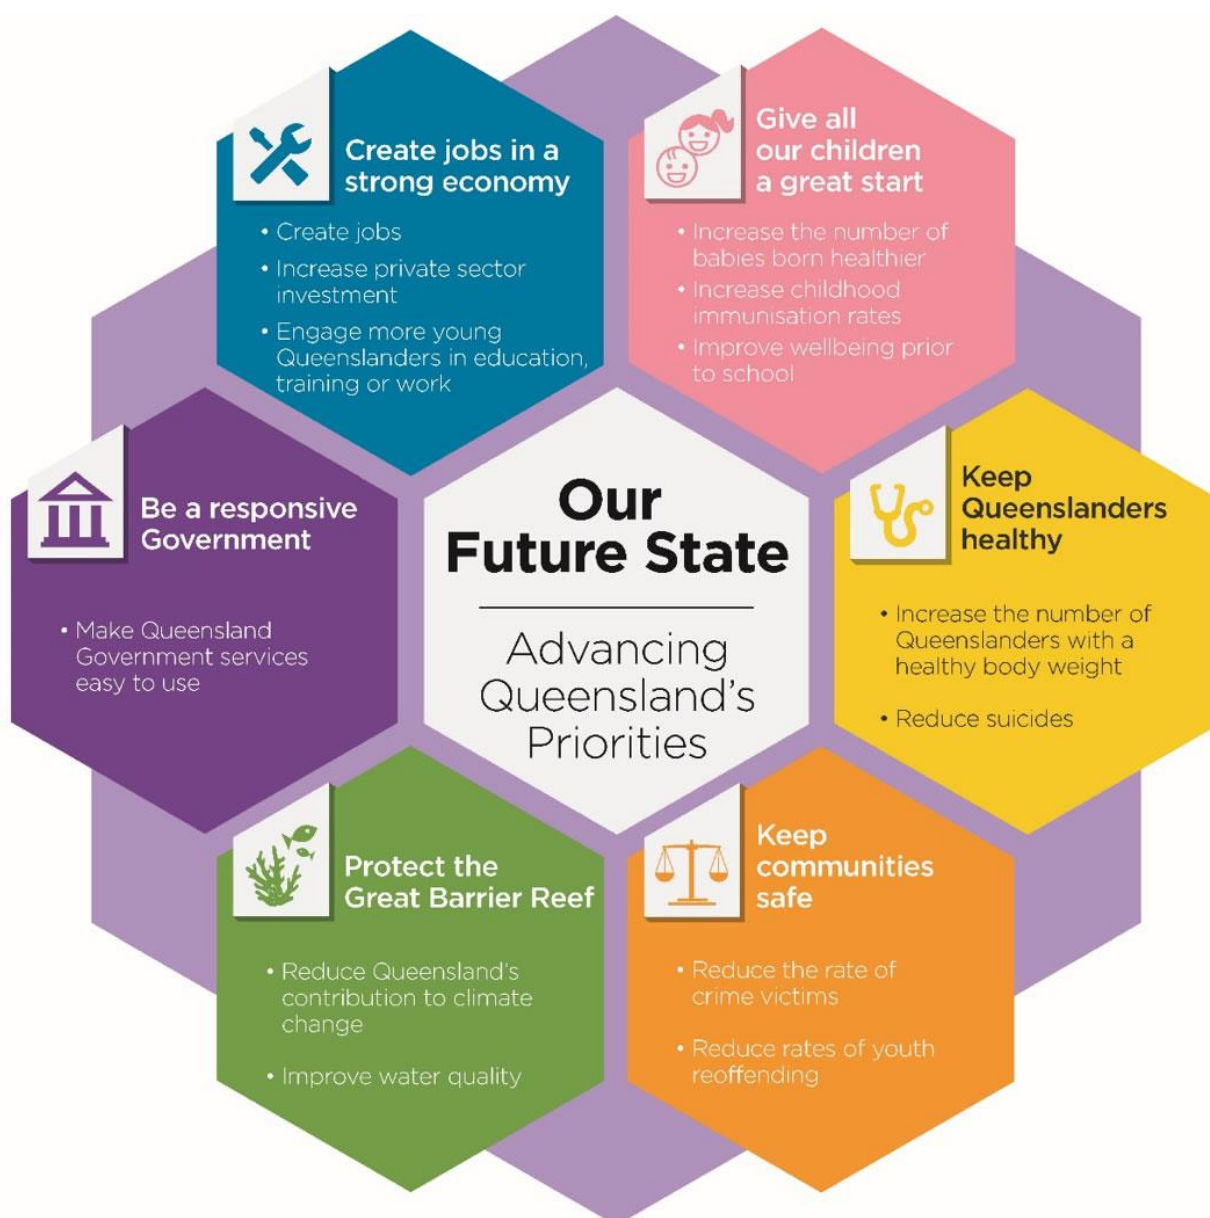 Create jobs in a
strong economy
• Create jobs
• Increase private sector
investment
• Engage more young
Queenslanders in education,
training or work
Give all
our children
a great start
• Increase the number of
babies born healthier
• Increase childhood
immunisation rates
• Improve wellbeing prior
to school
Be a responsive
Government
• Make Queensland
Government services
easy to use
Our
Future State
Advancing
Queensland's
Priorities
Keep
Queenslanders
healthy
• Increase the number of
Queenslanders with a
healthy body weight
• Reduce suicides
Protect the
Great Barrier Reef
• Reduce Queensland's
contribution to climate
change
• Improve water quality
Keep
communities
safe
• Reduce the rate of
crime victims
• Reduce rates of youth
reoffending